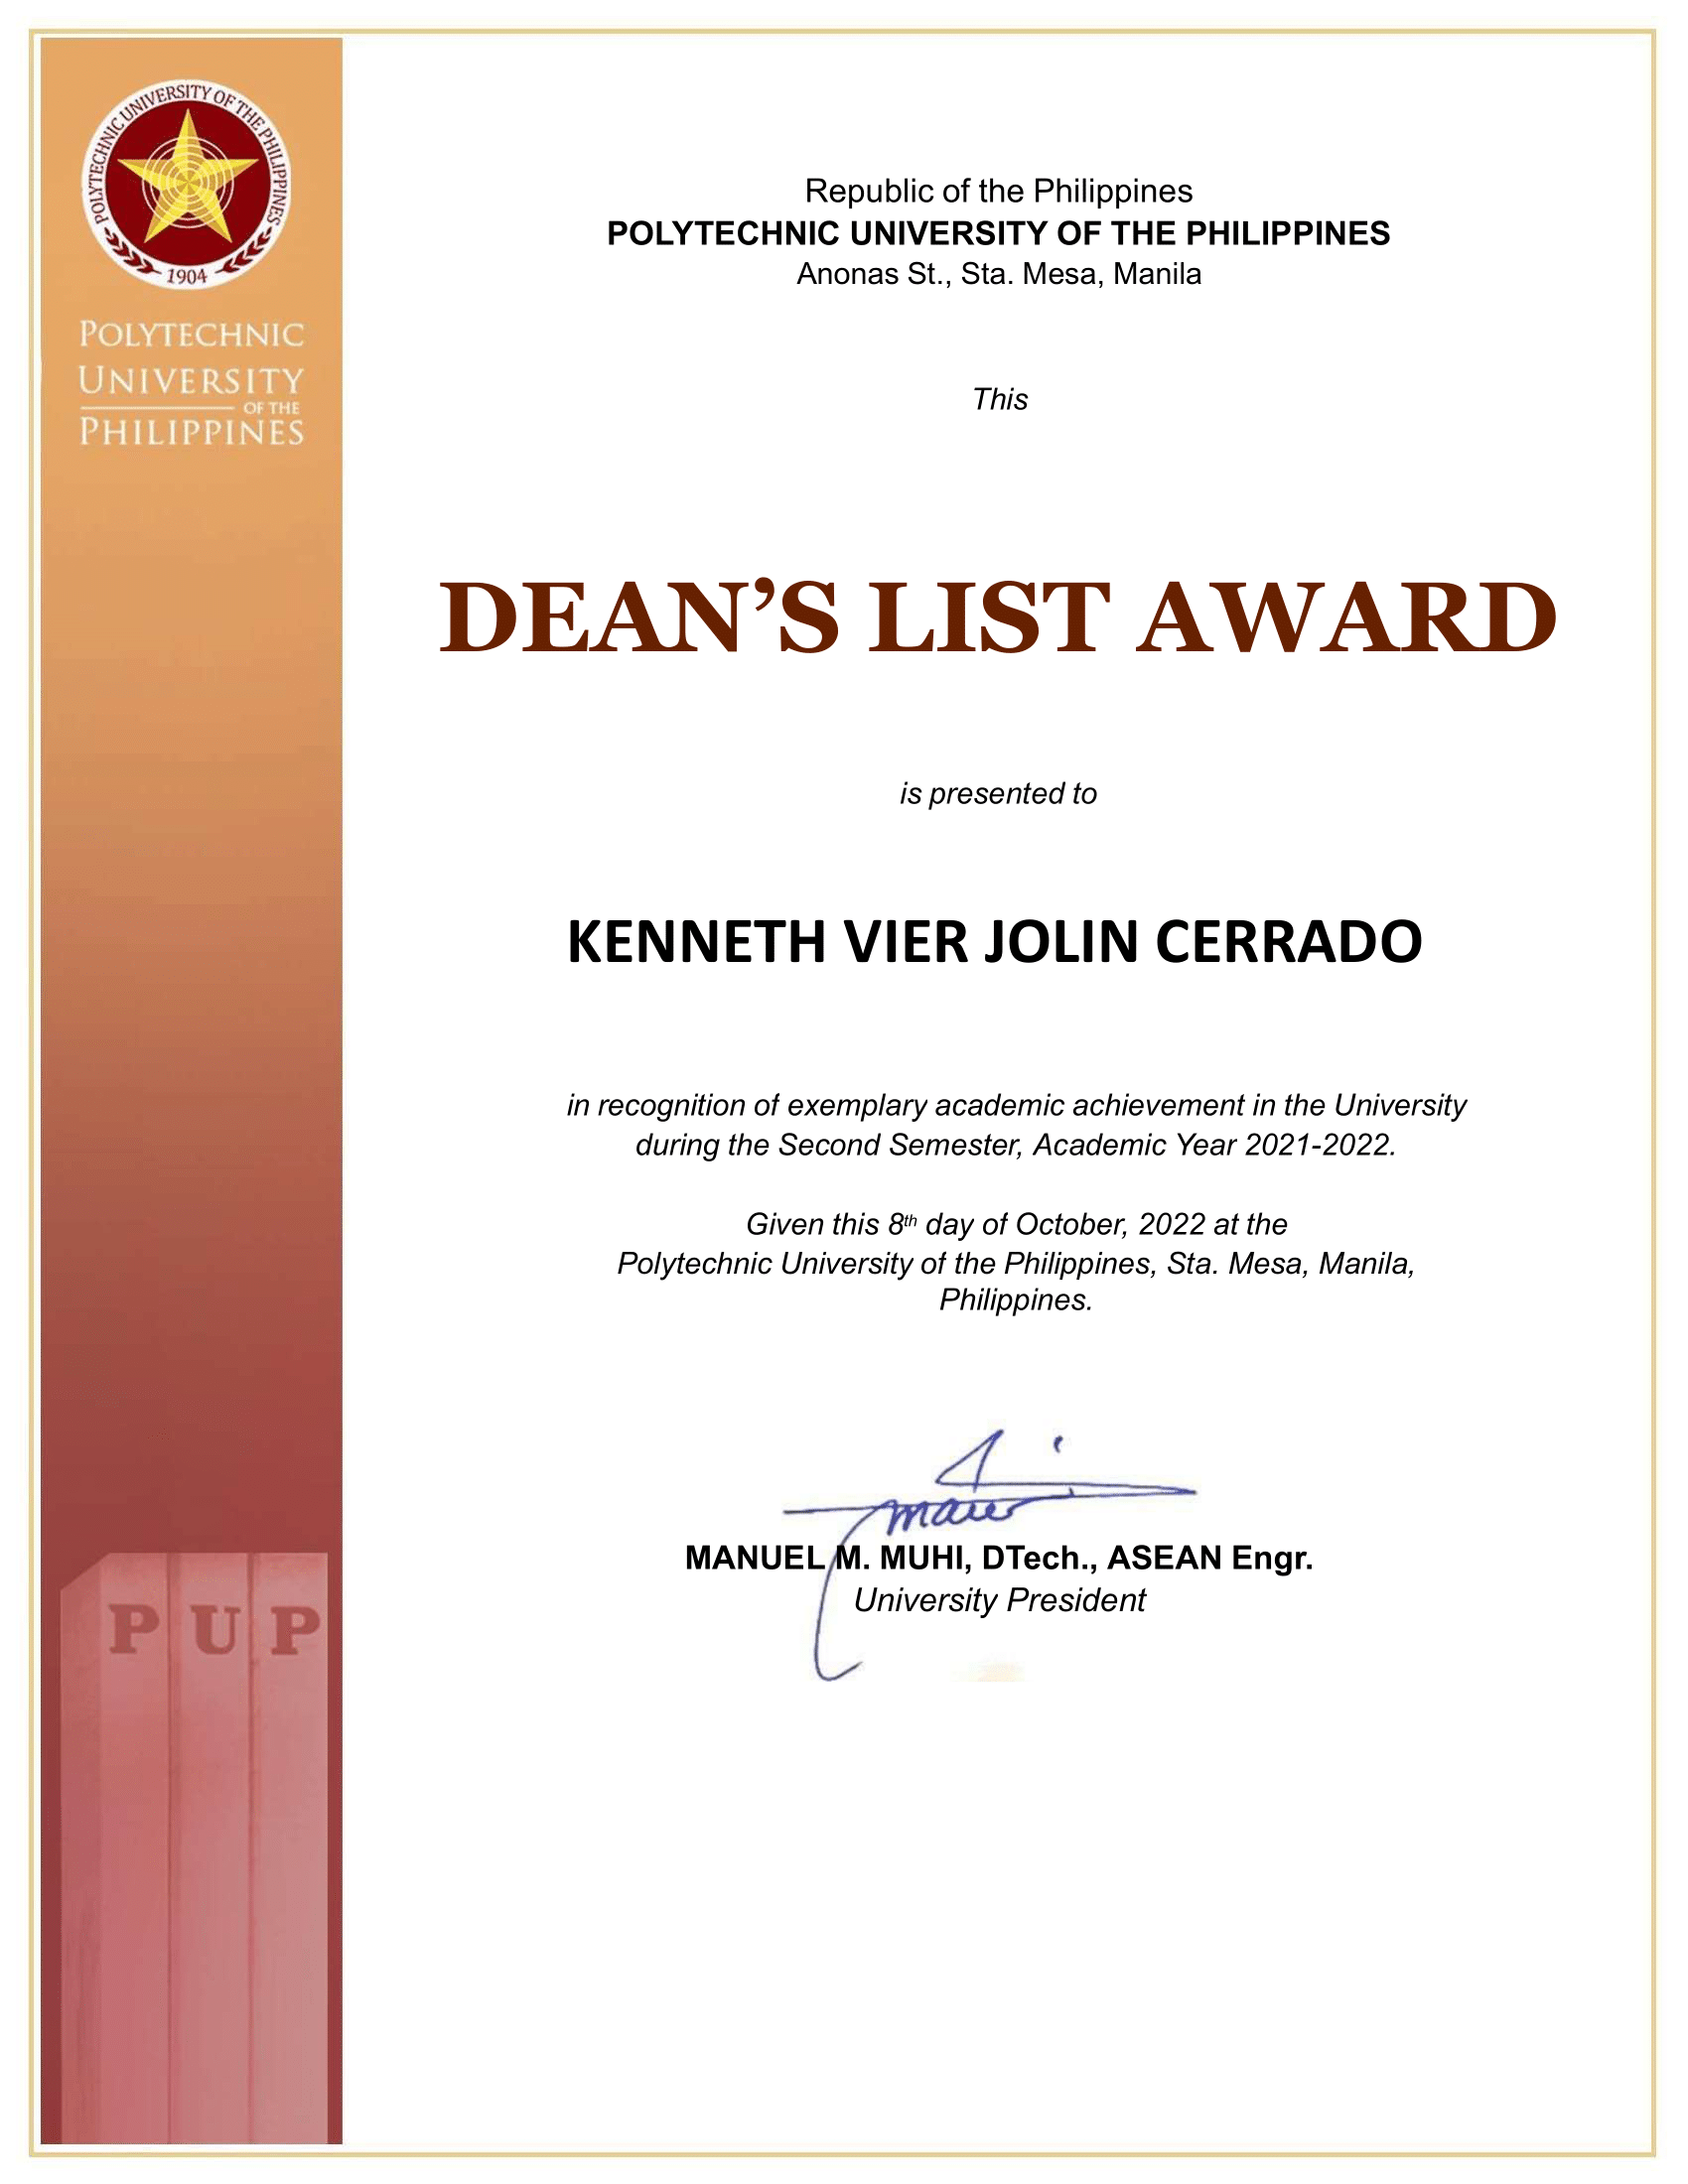 POLYTECHNIC UNIVERSITY OF THE PHILIPPINES
1904
POLYTECHNIC
UNIVERSITY
OF THE
PHILIPPINES
Republic of the Philippines
POLYTECHNIC UNIVERSITY OF THE PHILIPPINES
Anonas St., Sta. Mesa, Manila
This
DEAN’S LIST AWARD
is presented to
KENNETH VIER JOLIN CERRADO
in recognition of exemplary academic achievement in the University
during the Second Semester, Academic Year 2021-2022.
Given this 8th day of October, 2022 at the
Polytechnic University of the Philippines, Sta. Mesa, Manila,
Philippines.
MANUEL M. MUHI, DTech., ASEAN Engr.
University President
PUP